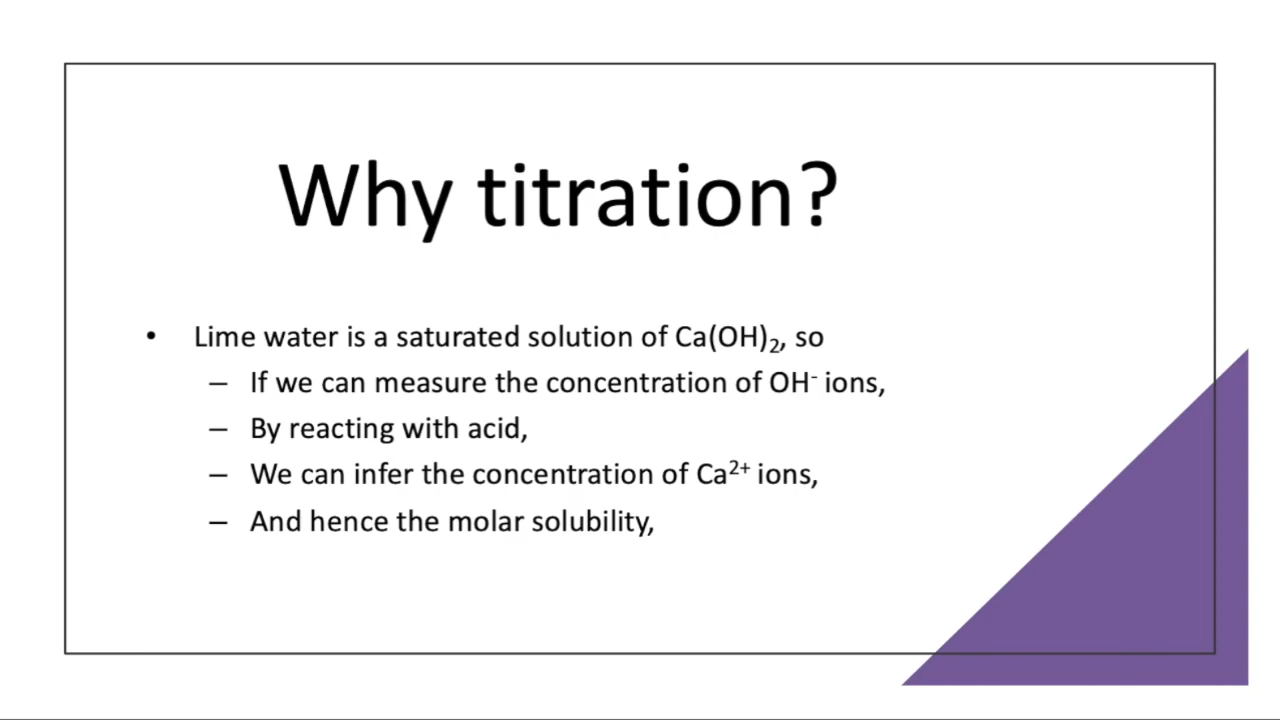 Why titration?
• Lime water is a saturated solution of Ca(OH)₂, so
– If we can measure the concentration of OH⁻ ions,
– By reacting with acid,
– We can infer the concentration of Ca²⁺ ions,
– And hence the molar solubility,